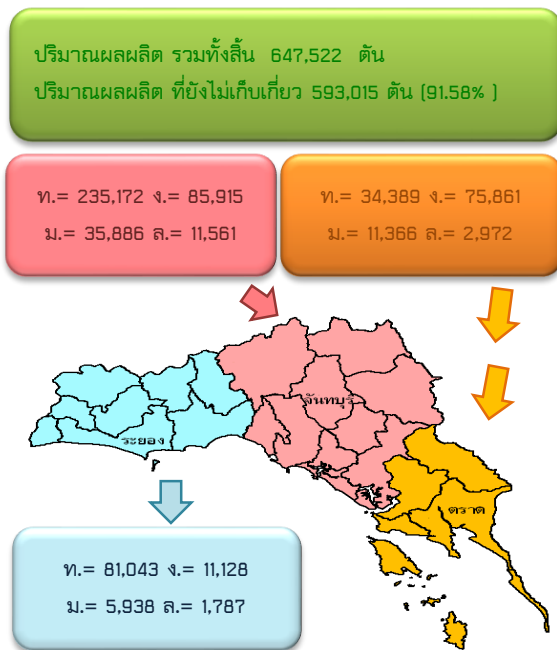 ปริมาณผลผลิต รวมทั้งสิ้น 647,522 ตัน
ปริมาณผลผลิต ที่ยังไม่เก็บเกี่ยว 593,015 ตัน (91.58% )
ท.= 235,172 ง.= 85,915
ม.= 35,886 ล.= 11,561
ท.= 34,389 ง.= 75,861
ม.= 11,366 ล.= 2,972
จันทบุรี
ระยอง
ตราด
ท.= 81,043 ง.= 11,128
ม.= 5,938 ล.= 1,787